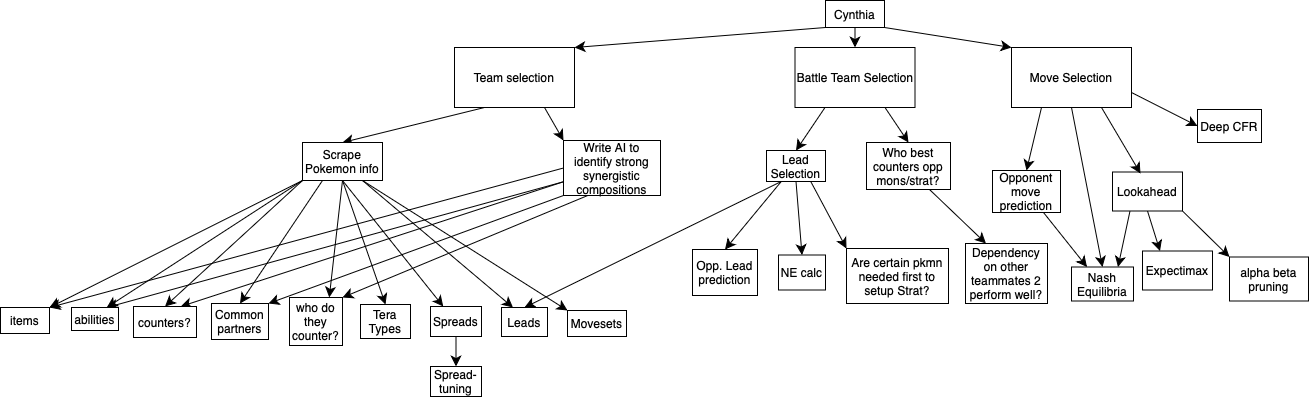 Cynthia
Team selection
Battle Team Selection
Move Selection
Deep CFR
Scrape
Pokemon info
Write AI to
identify strong
synergistic
compositions
Lead
Selection
Who best
counters opp
mons/strat?
Opponent
move
prediction
Lookahead
Opp. Lead
prediction
NE calc
Are certain pkmn
needed first to
setup Strat?
Dependency
on other
teammates 2
perform well?
Nash
Equilibria
Expectimax
alpha beta
pruning
items
abilities
counters?
Common
partners
who do
they
counter?
Tera
Types
Spreads
Leads
Movesets
Spread-
tuning